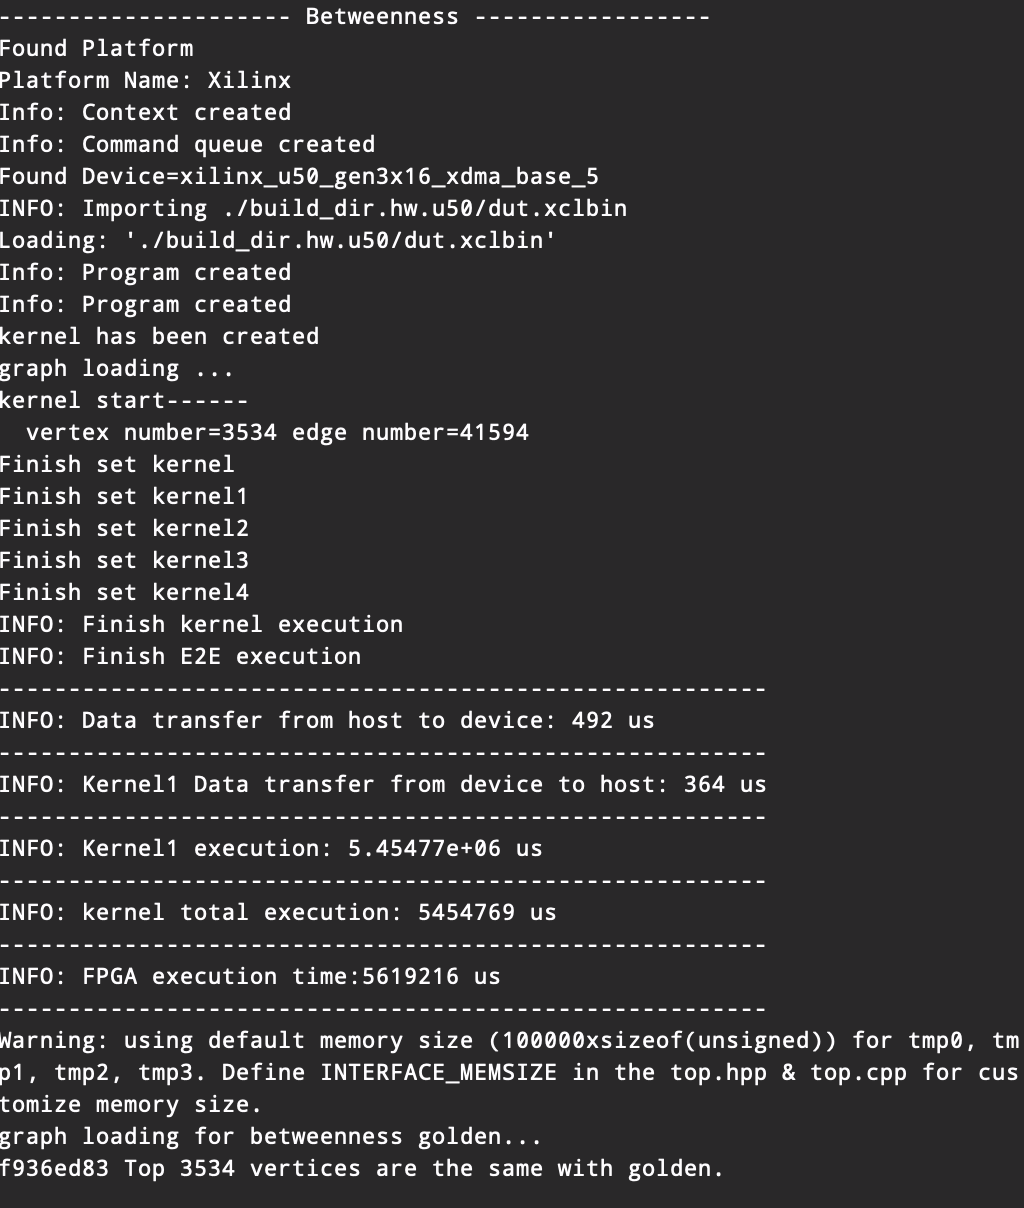 --------------------- Betweenness -----------------
Found Platform
Platform Name: Xilinx
Info: Context created
Info: Command queue created
Found Device=xilinx_u50_gen3x16_xdma_base_5
INFO: Importing ./build_dir.hw.u50/dut.xclbin
Loading: './build_dir.hw.u50/dut.xclbin'
Info: Program created
Info: Program created
kernel has been created
graph loading ...
kernel start------
  vertex number=3534 edge number=41594
Finish set kernel
Finish set kernel1
Finish set kernel2
Finish set kernel3
Finish set kernel4
INFO: Finish kernel execution
INFO: Finish E2E execution
-------------------------------------------------------
INFO: Data transfer from host to device: 492 us
-------------------------------------------------------
INFO: Kernel1 Data transfer from device to host: 364 us
-------------------------------------------------------
INFO: Kernel1 execution: 5.45477e+06 us
-------------------------------------------------------
INFO: kernel total execution: 5454769 us
-------------------------------------------------------
INFO: FPGA execution time:5619216 us
-------------------------------------------------------
Warning: using default memory size (100000xsizeof(unsigned)) for tmp0, tm
p1, tmp2, tmp3. Define INTERFACE_MEMSIZE in the top.hpp & top.cpp for cus
tomize memory size.
graph loading for betweenness golden...
f936ed83 Top 3534 vertices are the same with golden.